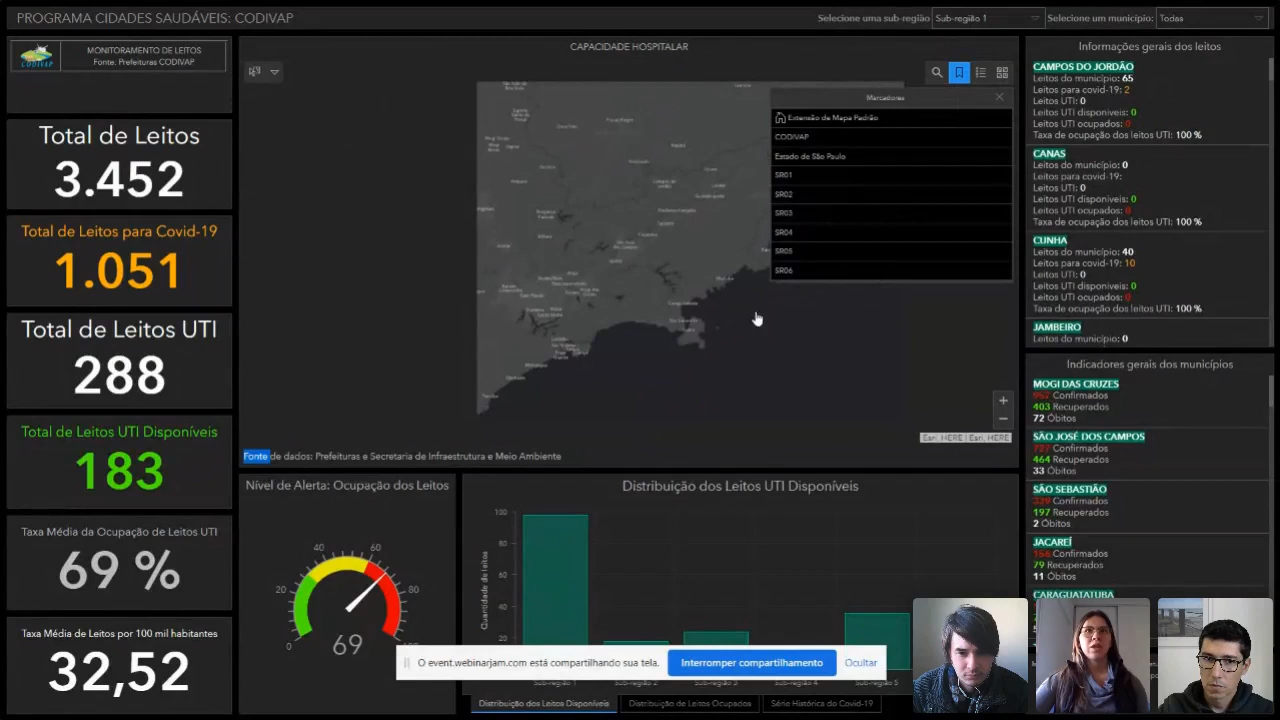 PROGRAMA CIDADES SAUDÁVEIS: CODIVAP
Selecione uma sub-região
Sub-região 1
Selecione um município:
Todas
CODIVAP
MONITORAMENTO DE LEITOS
Fonte: Prefeituras CODIVAP
Total de Leitos
3.452
Total de Leitos para Covid-19
1.051
Total de Leitos UTI
288
Total de Leitos UTI Disponíveis
183
Taxa Média da Ocupação de Leitos UTI
69 %
Taxa Média de Leitos por 100 mil habitantes
32,52
CAPACIDADE HOSPITALAR
Marcadores
Extensão de Mapa Padrão
CODIVAP
Estado de São Paulo
SR01
SR02
SR03
SR04
SR05
SR06
Esri, HERE | Esri, HERE
Fonte de dados: Prefeituras e Secretaria de Infraestrutura e Meio Ambiente
Nível de Alerta: Ocupação dos Leitos
0
20
40
60
80
69
Distribuição dos Leitos UTI Disponíveis
Quantidade de leitos
100
80
60
40
20
Sub-região 1
Sub-região 5
O event.webinarjam.com está compartilhando sua tela.
Interromper compartilhamento
Ocultar
Distribuição dos Leitos Disponíveis
Distribuição de Leitos Ocupados
Série Histórica do Covid-19
Informações gerais dos leitos
CAMPOS DO JORDÃO
Leitos do município: 65
Leitos para covid-19: 2
Leitos UTI: 0
Leitos UTI disponíveis: 0
Leitos UTI ocupados: 0
Taxa de ocupação dos leitos UTI: 100 %
CANAS
Leitos do município: 0
Leitos para covid-19:
Leitos UTI: 0
Leitos UTI disponíveis: 0
Leitos UTI ocupados: 0
Taxa de ocupação dos leitos UTI: 100 %
CUNHA
Leitos do município: 40
Leitos para covid-19: 10
Leitos UTI: 0
Leitos UTI disponíveis: 0
Leitos UTI ocupados: 0
Taxa de ocupação dos leitos UTI: 100 %
JAMBEIRO
Leitos do município: 0
Indicadores gerais dos municípios
MOGI DAS CRUZES
Confirmados
403 Recuperados
72 Óbitos
SÃO JOSÉ DOS CAMPOS
Confirmados
464 Recuperados
33 Óbitos
SÃO SEBASTIÃO
Confirmados
197 Recuperados
2 Óbitos
JACAREÍ
Confirmados
79 Recuperados
11 Óbitos
CARAGUATATUBA